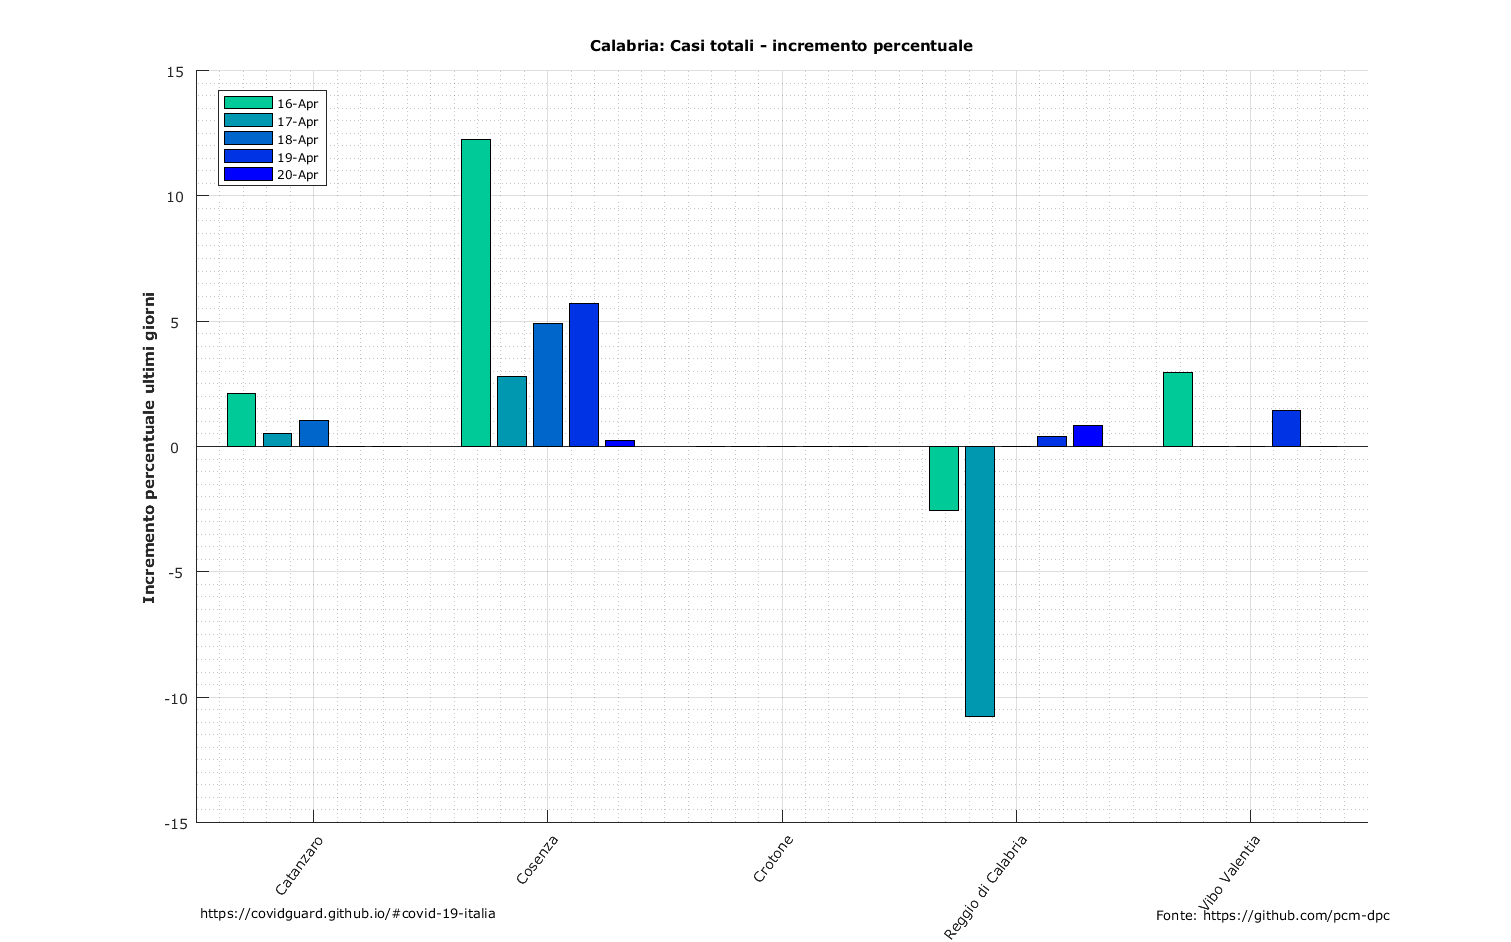 Calabria: Casi totali - incremento percentuale
15
10
5
0
-5
-10
-15
Incremento percentuale ultimi giorni
16-Apr
17-Apr
18-Apr
19-Apr
20-Apr
Catanzaro
Cosenza
Crotone
Reggio di Calabria
Vibo Valentia
https://covidguard.github.io/#covid-19-italia
Fonte: https://github.com/pcm-dpc